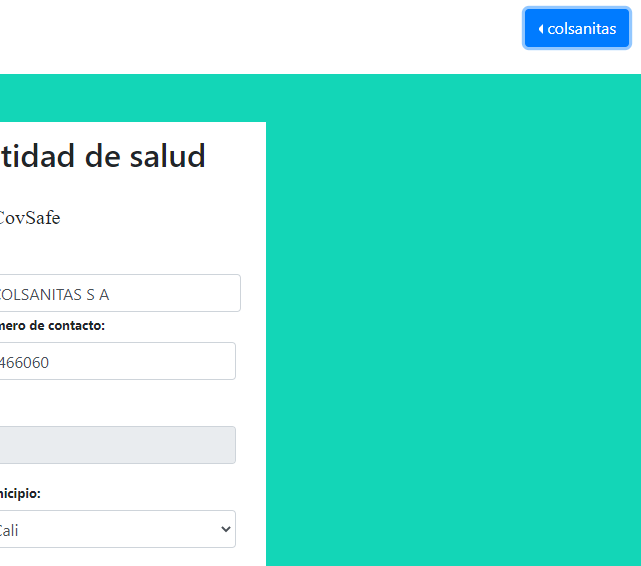 colsanitas
tidad de salud
CovSafe
COLSANITAS S A
mero de contacto:
466060
nicipio:
Cali